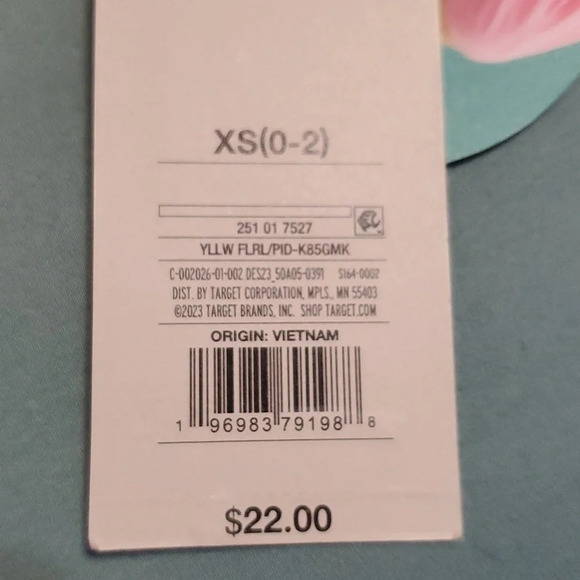 XS(0-2)
251 01 7527
YLLW FLRL/PID-K85GMK
C-002026-01-002 DES23_50A05-0391 S164-0002
DIST. BY TARGET CORPORATION, MPLS., MN 55403
©2023 TARGET BRANDS, INC. SHOP TARGET.COM
ORIGIN: VIETNAM
1 96983 79198 8
$22.00